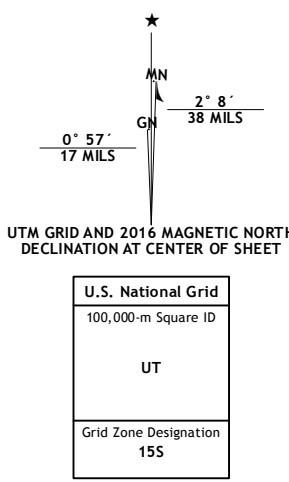 MN
2° 8´
38 MILS
GN
0° 57´
17 MILS
UTM GRID AND 2016 MAGNETIC NORTH
DECLINATION AT CENTER OF SHEET
U.S. National Grid
100,000-m Square ID
UT
Grid Zone Designation
15S